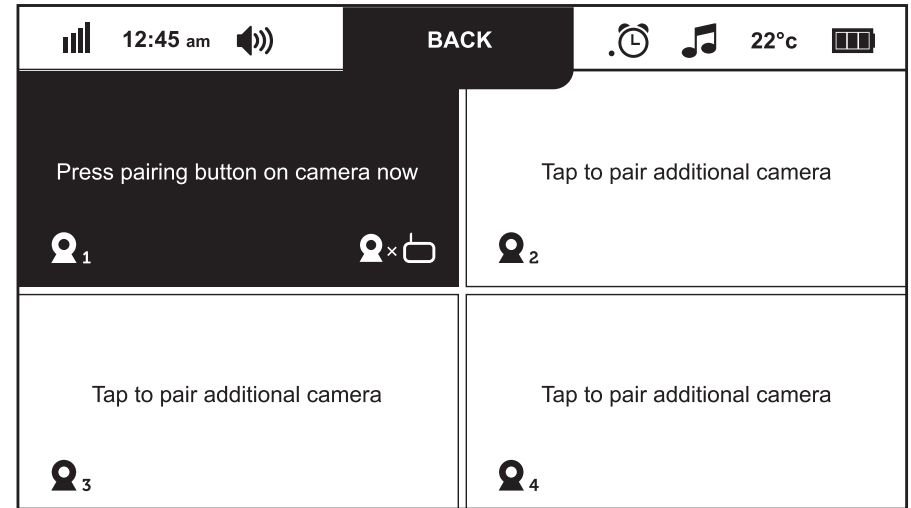 12:45 am BACK 22°c
Press pairing button on camera now
1
Tap to pair additional camera
2
Tap to pair additional camera
3
Tap to pair additional camera
4